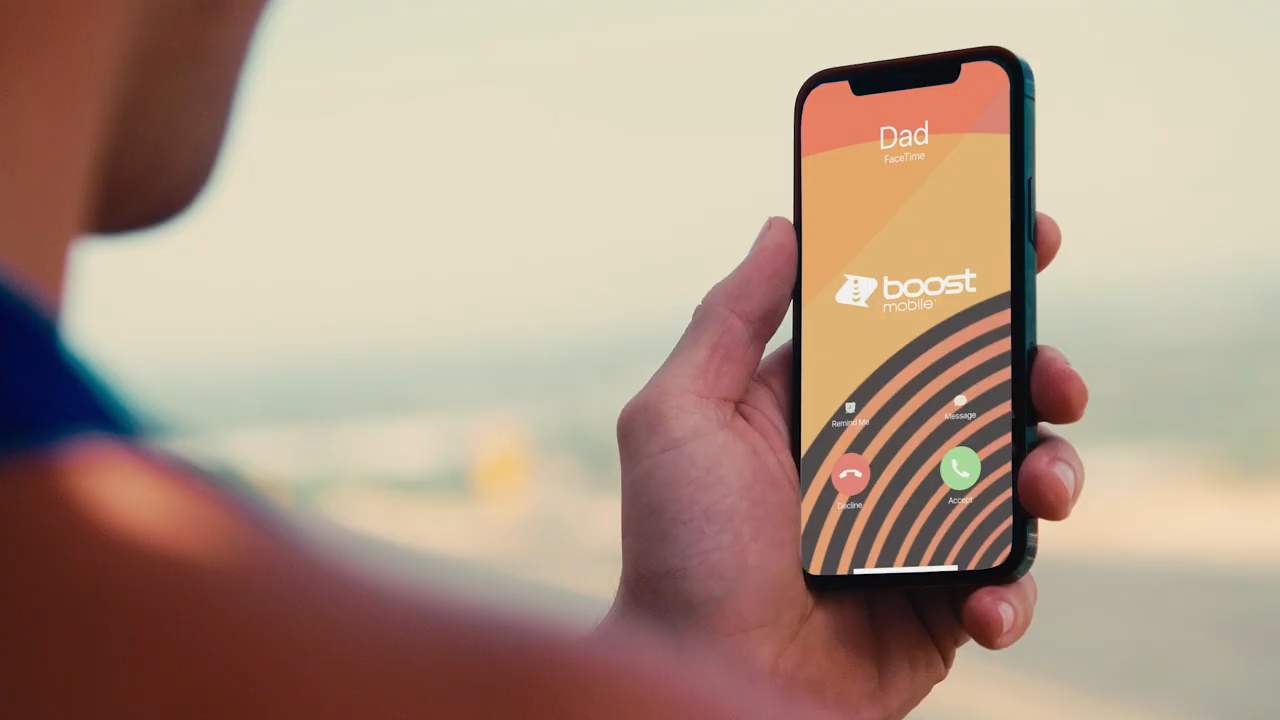 Dad
FaceTime
boost
mobile
Remind Me
Message
Decline
Accept